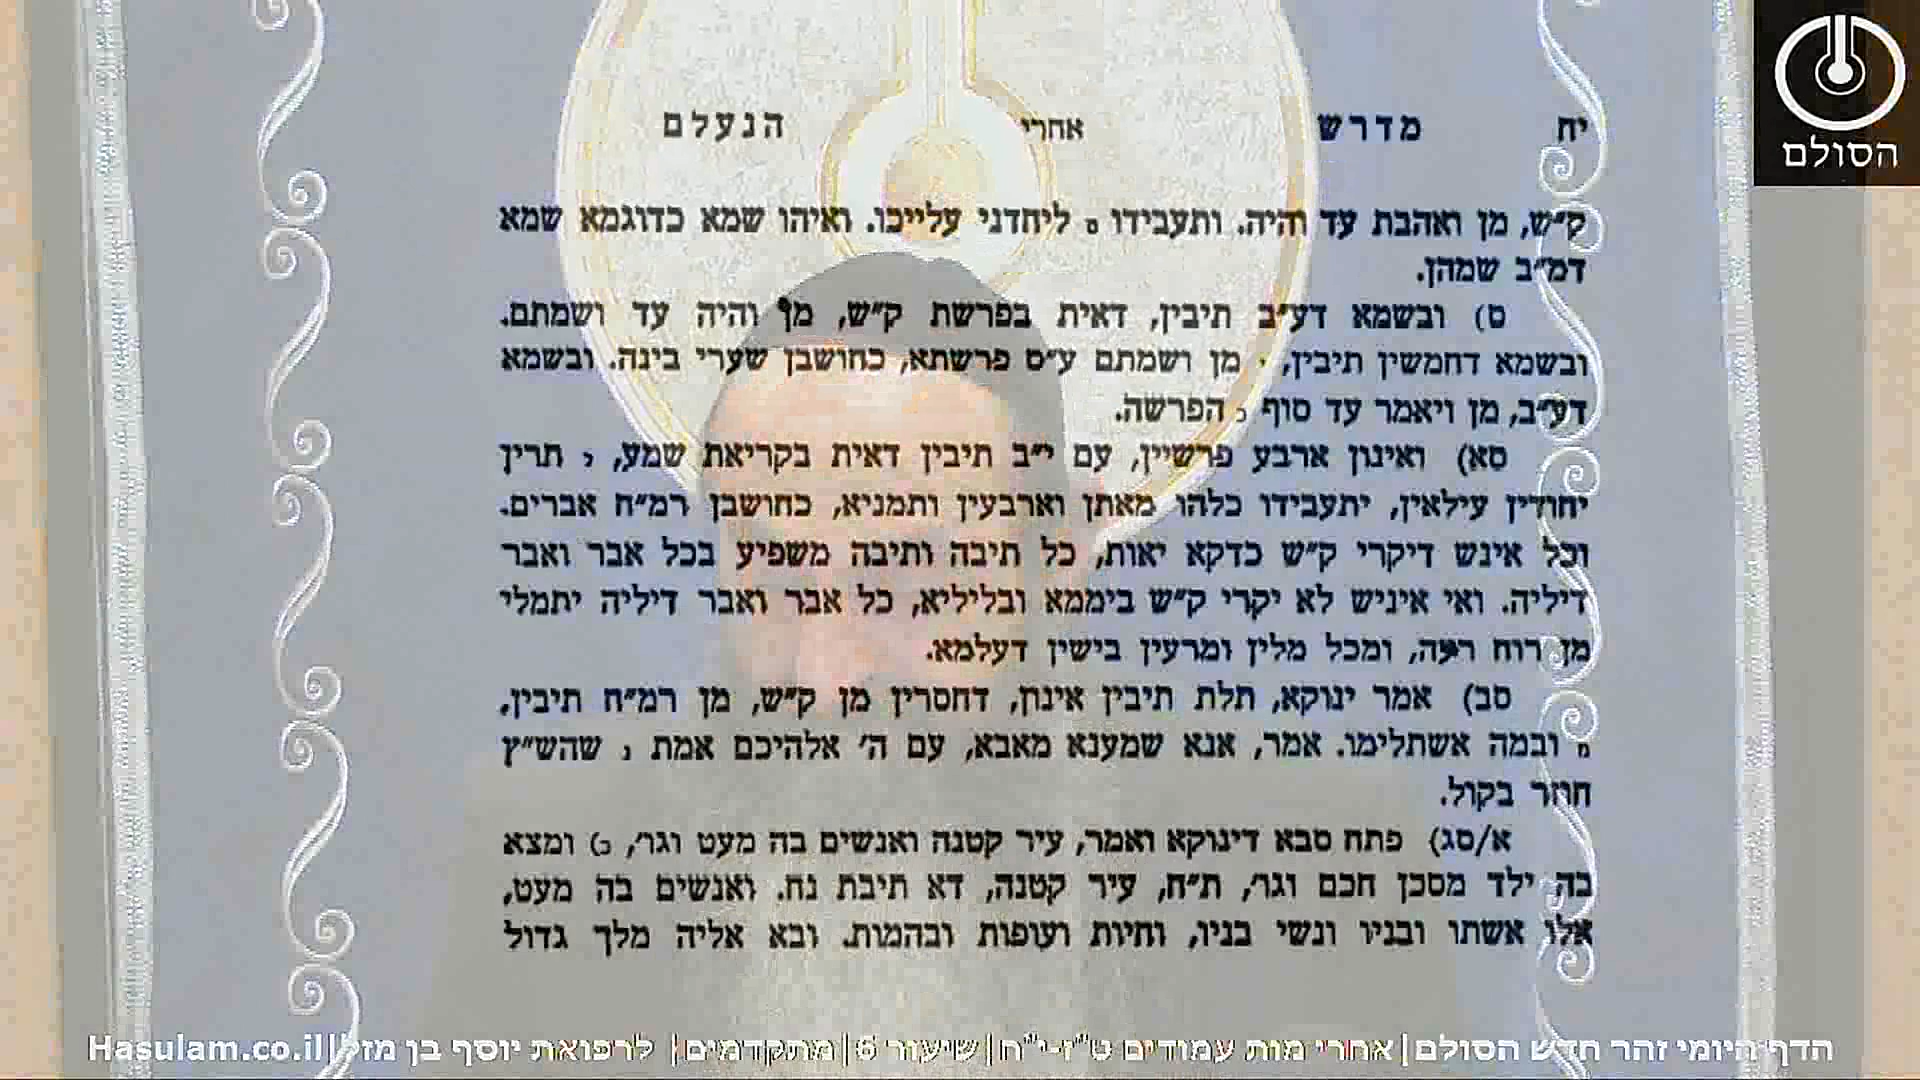 הסולם
יח מדרש אחרי הנעלם
ק״ש, מן ואהבת עד והיה. ותעבידו ס ליחדני עלייכו. ואיהו שמא כדוגמא שמא
דמ״ב שמהן.
ס) ובשמא דע״ב תיבין, דאית בפרשת ק״ש, מן והיה עד ושמתם.
ובשמא דחמשין תיבין, י מן ושמתם ע״ס פרשתא, כחושבן שערי בינה. ובשמא
דע״ב, מן ויאמר עד סוף כ הפרשה.
סא) ואינון ארבע פרשיין, עם י״ב תיבין דאית בקריאת שמע, ל תרין
יחודין עילאין, יתעבידו כלהו מאתן וארבעין ותמניא, כחושבן רמ״ח אברים.
וכל אינש דיקרי ק״ש כדקא יאות, כל תיבה ותיבה משפיע בכל אבר ואבר
דיליה. ואי איניש לא יקרי ק״ש ביממא ובליליא, כל אבר ואבר דיליה יתמלי
מן רוח רעה, ומכל מלין ומרעין בישין דעלמא.
סב) אמר ינוקא, תלת תיבין אינון, דחסרין מן ק״ש, מן רמ״ח תיבין,
מ ובמה אשתלימו. אמר, אנא שמענא מאבא, עם ה׳ אלהיכם אמת נ שהש״ץ
חוזר בקול.
א/סג) פתח סבא דינוקא ואמר, עיר קטנה ואנשים בה מעט וגו׳, כ) ומצא
בה ילד מסכן חכם וגו׳, ת״ח, עיר קטנה, דא תיבת נח. ואנשים בה מעט,
אלו אשתו ובניו ונשי בניו, וחיות ועופות ובהמות. ובא אליה מלך גדול
הדף היומי זהר חדש הסולם|אחרי מות עמודים ט"ז-י"ח|שיעור 6|מתקדמים| לרפואת יוסף בן מזל|Hasulam.co.il